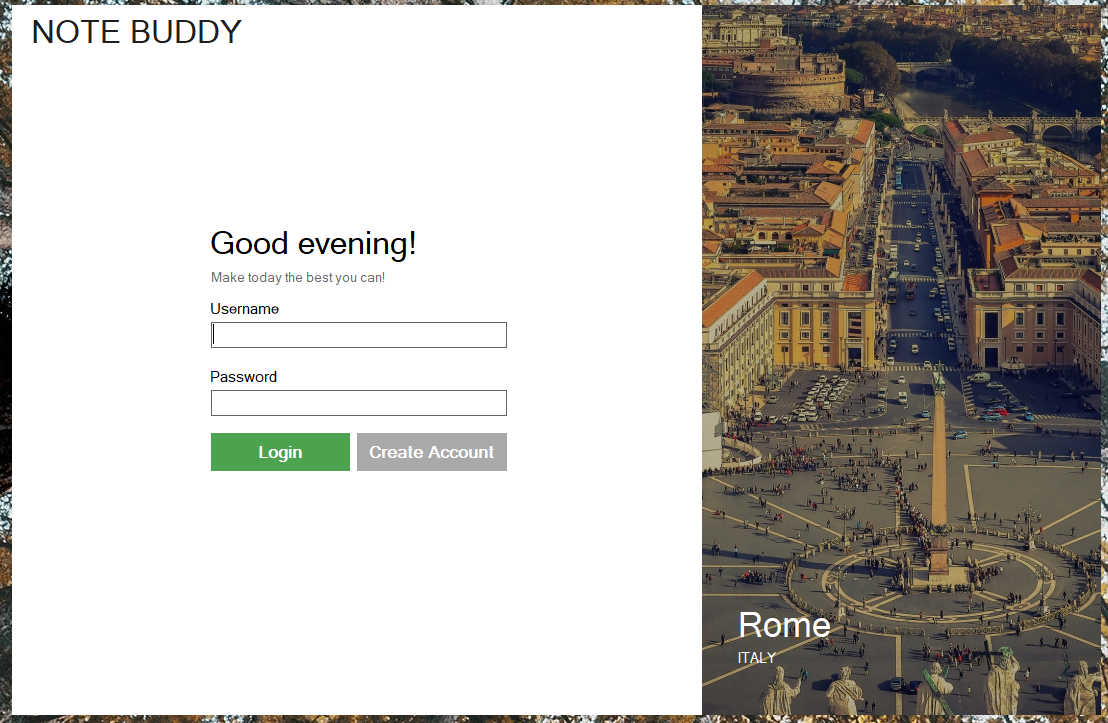 NOTE BUDDY
Good evening!
Make today the best you can!
Username
Password
Login
Create Account
Rome
ITALY